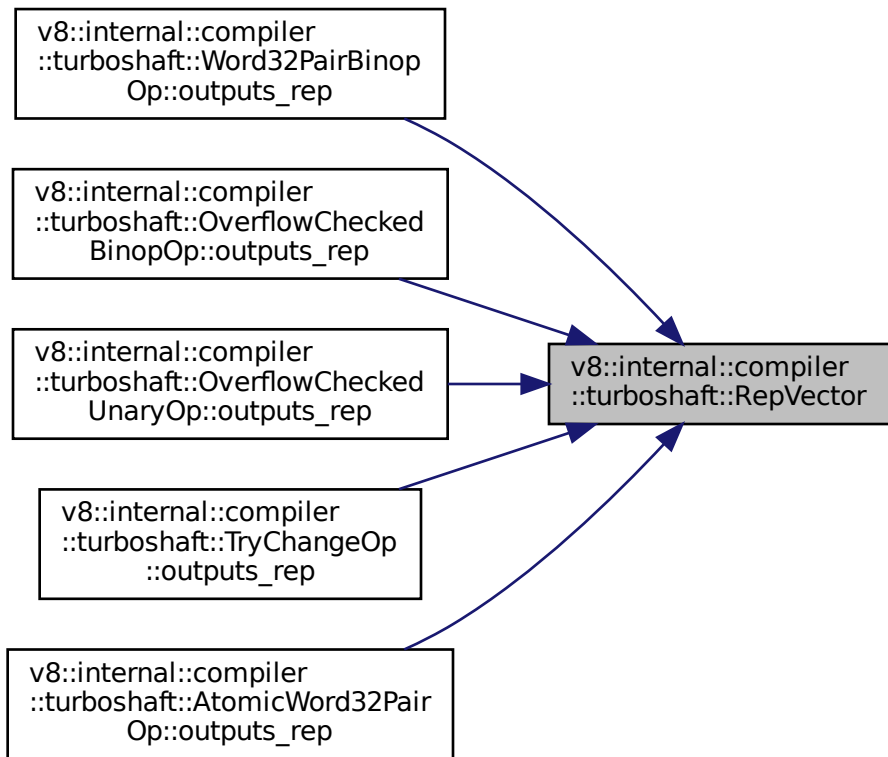 v8::internal::compiler
::turboshaft::Word32PairBinop
Op::outputs_rep
v8::internal::compiler
::turboshaft::OverflowChecked
BinopOp::outputs_rep
v8::internal::compiler
::turboshaft::OverflowChecked
UnaryOp::outputs_rep
v8::internal::compiler
::turboshaft::TryChangeOp
::outputs_rep
v8::internal::compiler
::turboshaft::AtomicWord32Pair
Op::outputs_rep
v8::internal::compiler
::turboshaft::RepVector